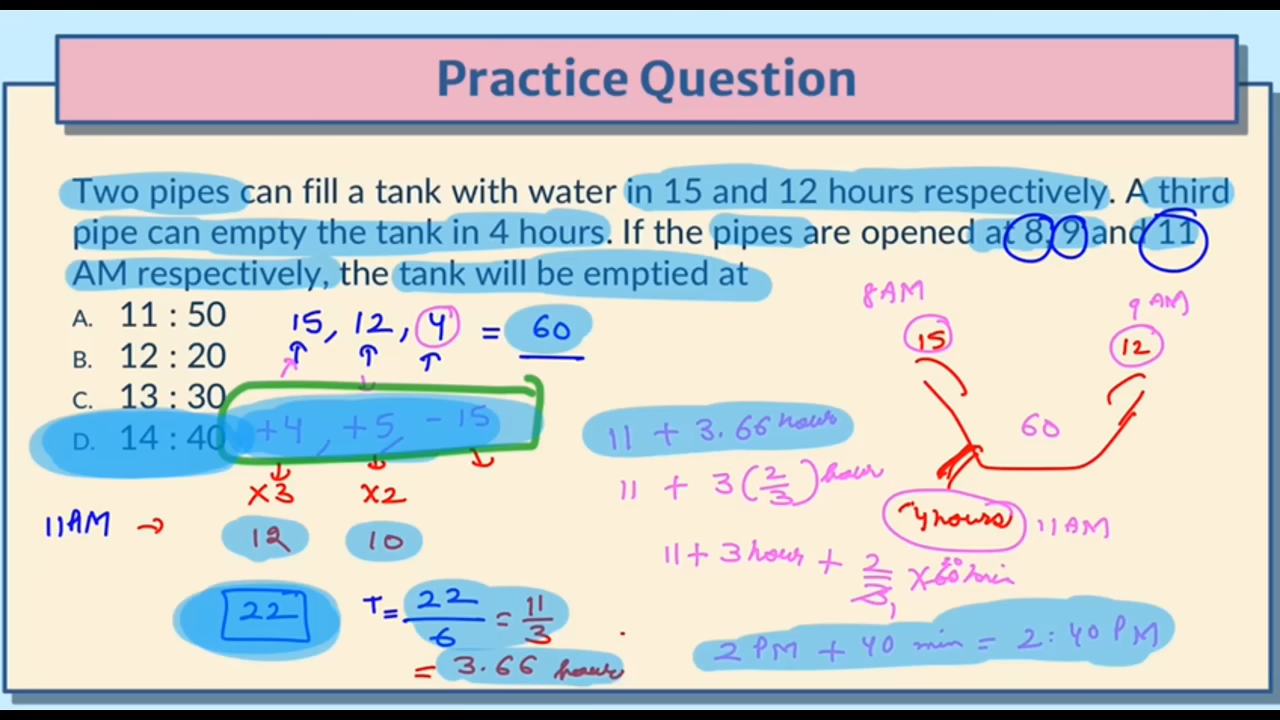 Practice Question
Two pipes can fill a tank with water in 15 and 12 hours respectively. A third
pipe can empty the tank in 4 hours. If the pipes are opened at 8, 9 and 11
AM respectively, the tank will be emptied at
A. 11 : 50
B. 12 : 20
C. 13 : 30
D. 14 : 40
15, 12, 4 = 60
+4, +5, -15
×3 ×2
11AM →
12 10
22
T = 22/6 = 11/3
= 3.66 hours
8AM
9 AM
15
12
60
4 hours
11AM
11 + 3.66 hour
11 + 3(2/3) hour
11 + 3 hour + 2/3 × 60 min
2 PM + 40 min = 2:40 PM